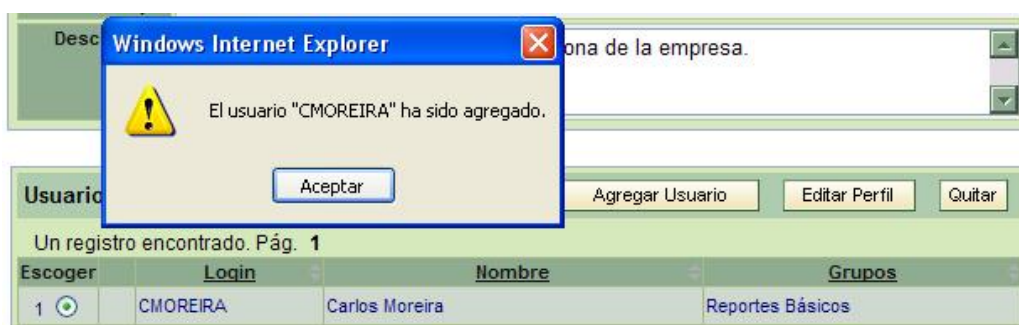 Desc
Windows Internet Explorer
ona de la empresa.
El usuario "CMOREIRA" ha sido agregado.
Aceptar
Usuario
Agregar Usuario
Editar Perfil
Quitar
Un registro encontrado. Pág. 1
Escoger Login Nombre Grupos
1 CMOREIRA Carlos Moreira Reportes Básicos